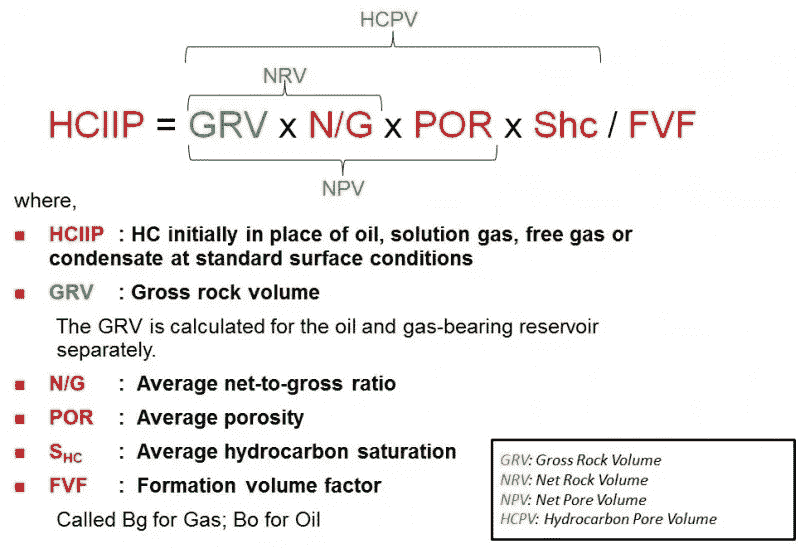 HCPV
NRV
HCIIP = GRV x N/G x POR x Shc / FVF
NPV
where,
■ HCIIP : HC initially in place of oil, solution gas, free gas or
condensate at standard surface conditions
■ GRV : Gross rock volume
The GRV is calculated for the oil and gas-bearing reservoir
separately.
■ N/G : Average net-to-gross ratio
■ POR : Average porosity
■ SHC : Average hydrocarbon saturation
■ FVF : Formation volume factor
Called Bg for Gas; Bo for Oil
GRV: Gross Rock Volume
NRV: Net Rock Volume
NPV: Net Pore Volume
HCPV: Hydrocarbon Pore Volume